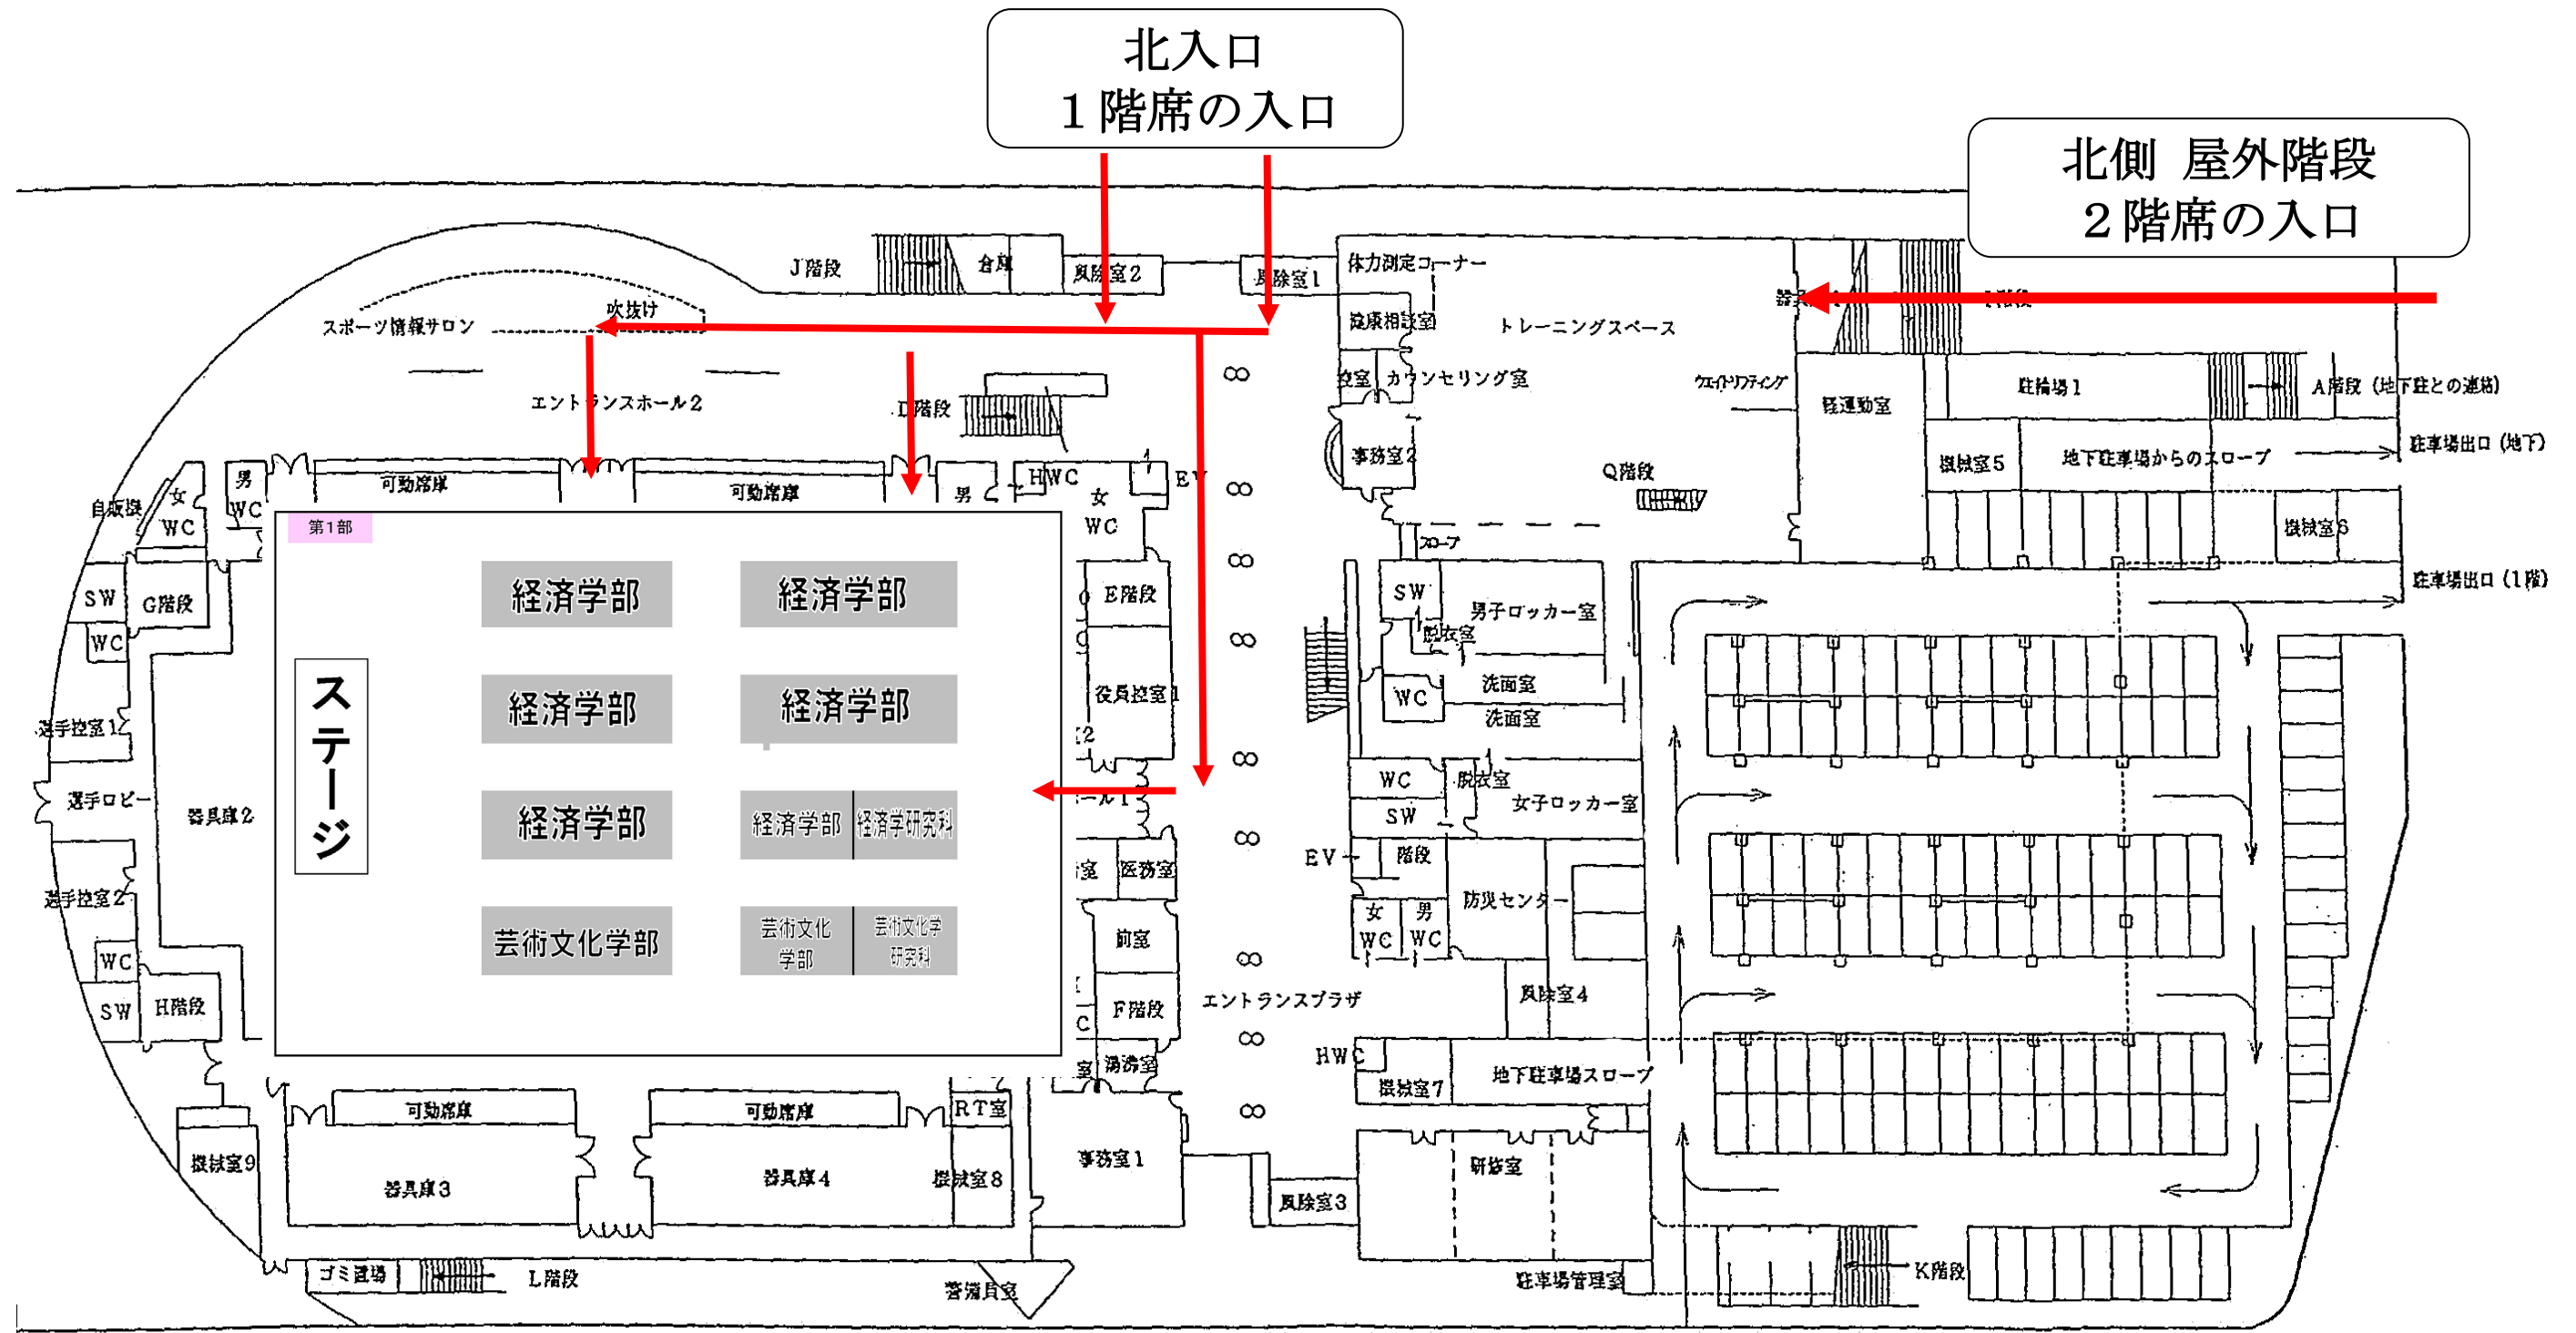 北入口
１階席の入口
北側 屋外階段
２階席の入口
J階段
倉庫
風除室2
風除室1
体力測定コーナー
吹抜け
スポーツ情報サロン
健康相談室
トレーニングスペース
カウンセリング室
ウエイトリフティング
軽運動室
駐輪場1
A階段（地下駐との連絡）
エントランスホール2
D階段
事務室2
Q階段
機械室5
地下駐車場からのスロープ
駐車場出口（地下）
可動席庫
可動席庫
男
WC
女
WC
自販機
男
HWC
女
WC
EV
機械室6
スロープ
駐車場出口（1階）
第1部
経済学部
経済学部
SW
G階段
WC
E階段
SW
男子ロッカー室
脱衣室
ステージ
経済学部
経済学部
役員控室1
WC
洗面室
洗面室
選手控室1
選手ロビー
器具庫2
経済学部
経済学部
経済学研究科
ール1
WC
脱衣室
女子ロッカー室
SW
EV
階段
医務室
選手控室2
防災センター
女
WC
男
WC
芸術文化学部
芸術文化
学部
芸術文化学
研究科
前室
WC
SW
H階段
F階段
エントランスプラザ
風除室4
HWC
機械室7
地下駐車場スロープ
湯沸室
可動席庫
可動席庫
RT室
機械室9
器具庫3
器具庫4
機械室8
事務室1
研修室
風除室3
ゴミ置場
L階段
警備員室
駐車場管理室
K階段